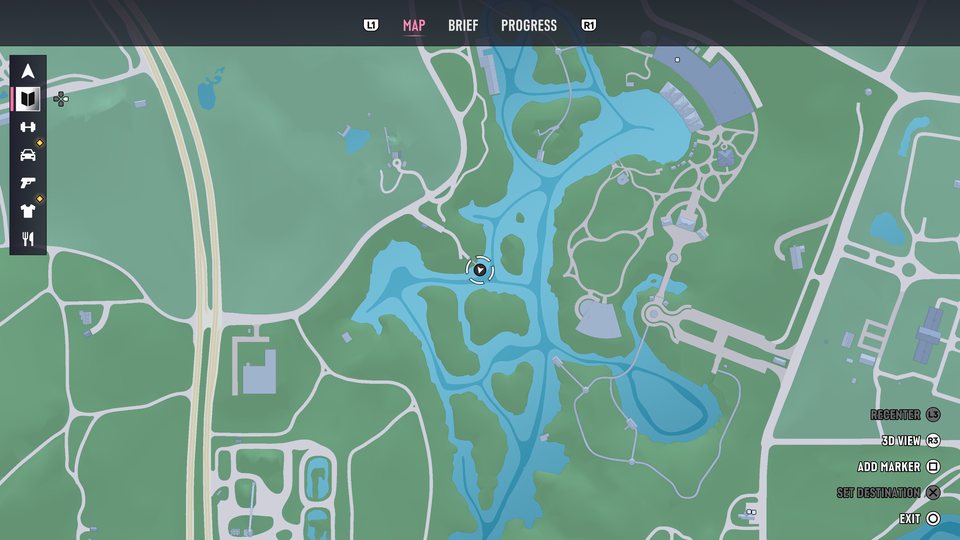 L1 MAP BRIEF PROGRESS R1
RECENTER L3
3D VIEW R3
ADD MARKER
SET DESTINATION
EXIT